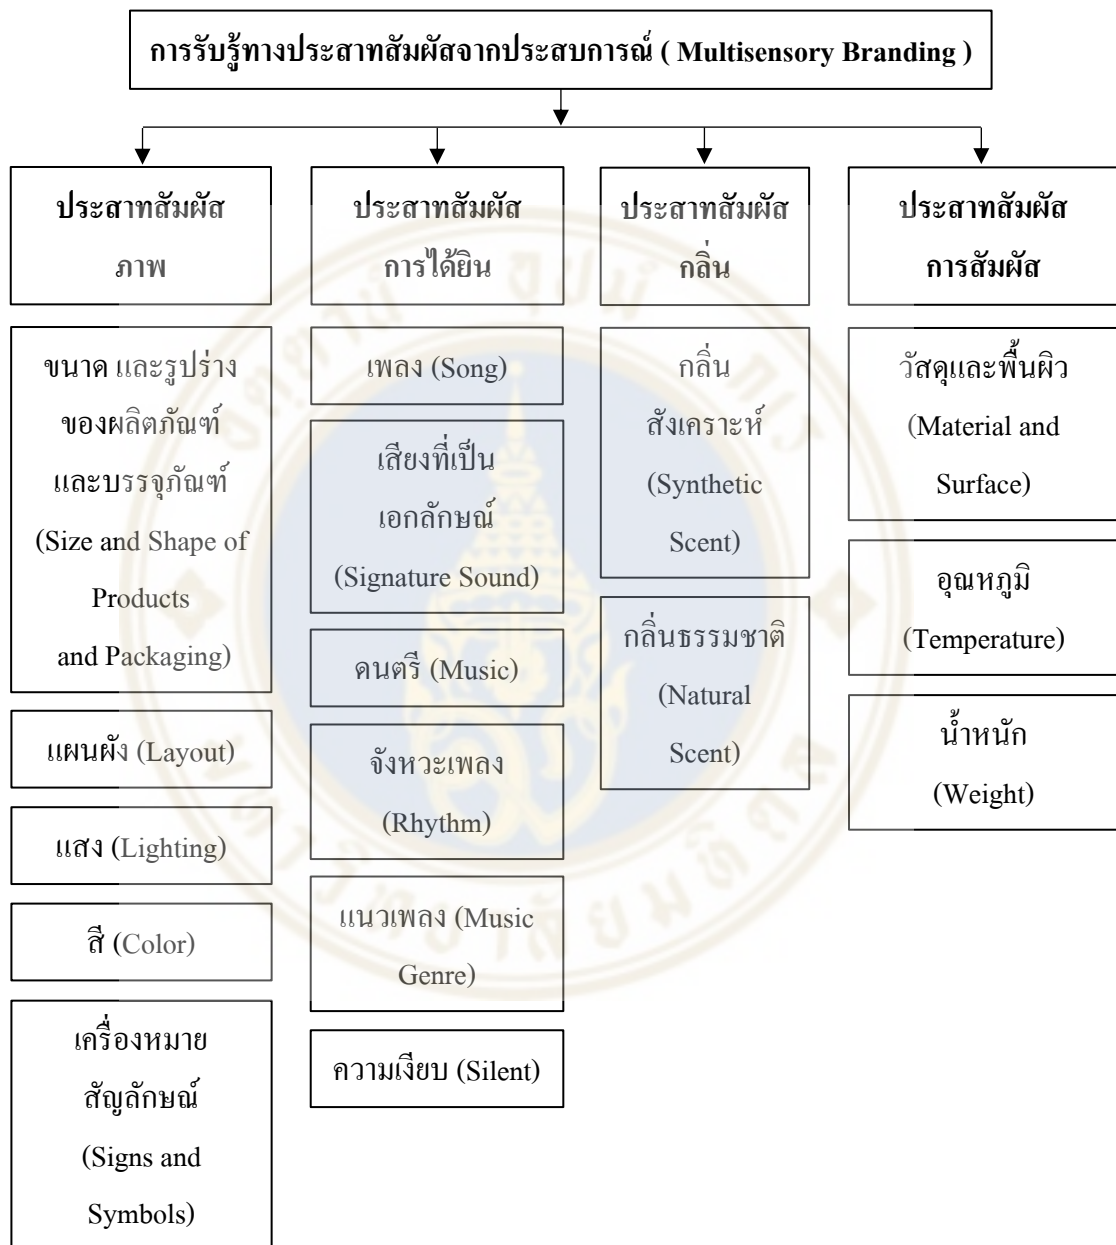 การรับรู้ทางประสาทสัมผัสจากประสบการณ์ ( Multisensory Branding )
ประสาทสัมผัส
ภาพ
ขนาด และรูปร่าง
ของผลิตภัณฑ์
และบรรจุภัณฑ์
(Size and Shape of
Products
and Packaging)
แผนผัง (Layout)
แสง (Lighting)
สี (Color)
เครื่องหมาย
สัญลักษณ์
(Signs and
Symbols)
ประสาทสัมผัส
การได้ยิน
เพลง (Song)
เสียงที่เป็น
เอกลักษณ์
(Signature Sound)
ดนตรี (Music)
จังหวะเพลง
(Rhythm)
แนวเพลง (Music
Genre)
ความเงียบ (Silent)
ประสาทสัมผัส
กลิ่น
กลิ่น
สังเคราะห์
(Synthetic
Scent)
กลิ่นธรรมชาติ
(Natural
Scent)
ประสาทสัมผัส
การสัมผัส
วัสดุและพื้นผิว
(Material and
Surface)
อุณหภูมิ
(Temperature)
น้ำหนัก
(Weight)
มหาวิทยาลัยมหิดล